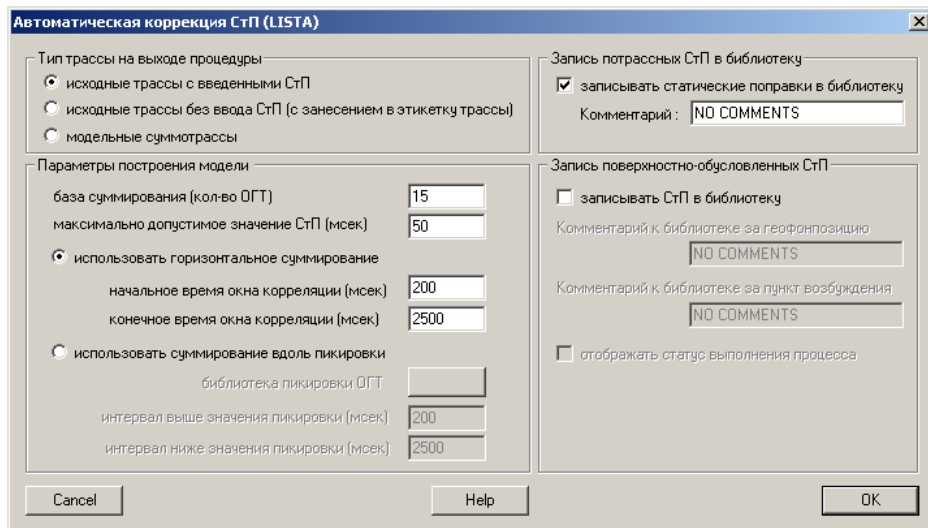 Автоматическая коррекция СтП (LISTA)
Тип трассы на выходе процедуры
исходные трассы с введенными СтП
исходные трассы без ввода СтП (с занесением в этикетку трассы)
модельные суммотрассы
Параметры построения модели
база суммирования (кол-во ОГТ) 15
максимально допустимое значение СтП (мсек) 50
использовать горизонтальное суммирование
начальное время окна корреляции (мсек) 200
конечное время окна корреляции (мсек) 2500
использовать суммирование вдоль пикировки
библиотека пикировки ОГТ
интервал выше значения пикировки (мсек) 200
интервал ниже значения пикировки (мсек) 2500
Запись потрассных СтП в библиотеку
записывать статические поправки в библиотеку
Комментарий : NO COMMENTS
Запись поверхностно-обусловленных СтП
записывать СтП в библиотеку
Комментарий к библиотеке за геофонпозицию
NO COMMENTS
Комментарий к библиотеке за пункт возбуждения
NO COMMENTS
отображать статус выполнения процесса
Cancel
Help
OK